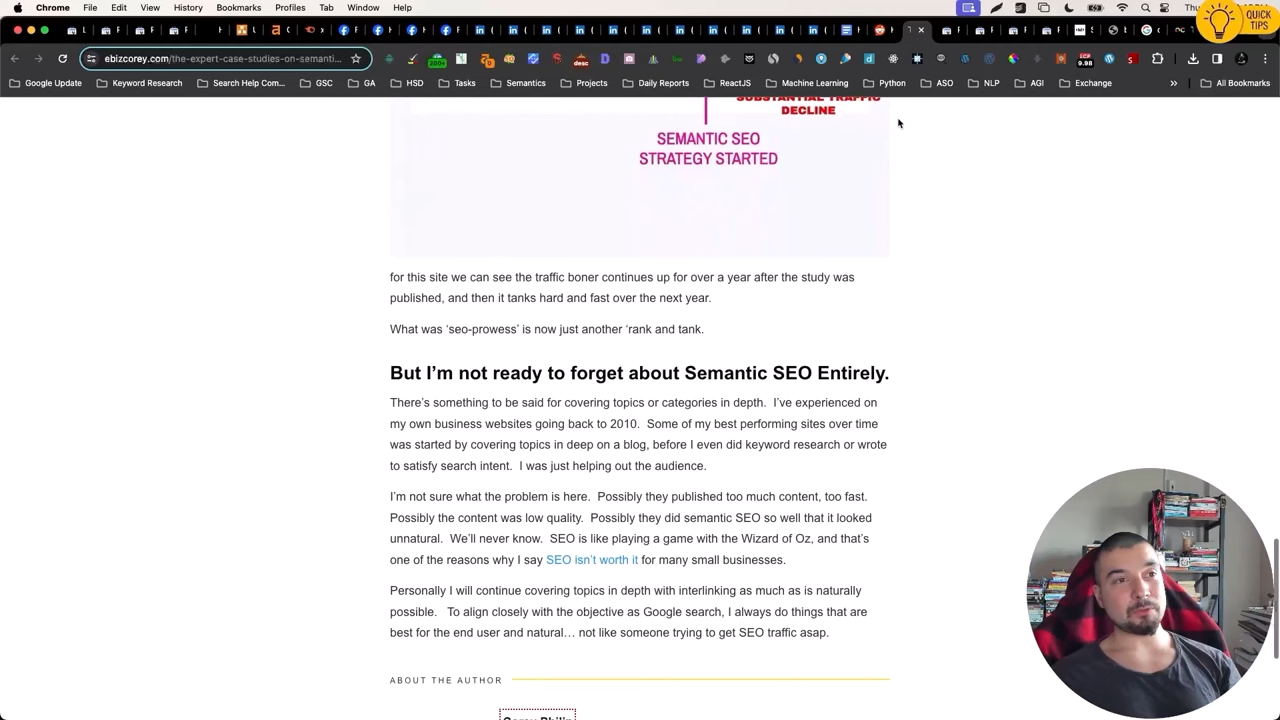 Chrome File Edit View History Bookmarks Profiles Tab Window Help
Thu
QUICK
TIPS
ebizcorey.com/the-expert-case-studies-on-semanti...
200+
desc
9.98
Google Update Keyword Research Search Help Com... GSC GA HSD Tasks Semantics Projects Daily Reports ReactJS Machine Learning Python ASO NLP AGI Exchange » All Bookmarks
SUBSTANTIAL TRAFFIC
DECLINE
SEMANTIC SEO
STRATEGY STARTED
for this site we can see the traffic boner continues up for over a year after the study was
published, and then it tanks hard and fast over the next year.
What was ‘seo-prowess’ is now just another ‘rank and tank.
But I’m not ready to forget about Semantic SEO Entirely.
There’s something to be said for covering topics or categories in depth. I’ve experienced on
my own business websites going back to 2010. Some of my best performing sites over time
was started by covering topics in deep on a blog, before I even did keyword research or wrote
to satisfy search intent. I was just helping out the audience.
I’m not sure what the problem is here. Possibly they published too much content, too fast.
Possibly the content was low quality. Possibly they did semantic SEO so well that it looked
unnatural. We’ll never know. SEO is like playing a game with the Wizard of Oz, and that’s
one of the reasons why I say SEO isn’t worth it for many small businesses.
Personally I will continue covering topics in depth with interlinking as much as is naturally
possible. To align closely with the objective as Google search, I always do things that are
best for the end user and natural… not like someone trying to get SEO traffic asap.
ABOUT THE AUTHOR
Corey Philip